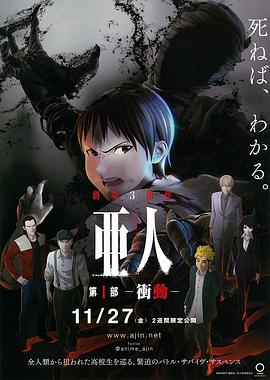 死ねば、わかる。
劇場3部作
亜人
第1部 ―衝動―
11/27(金) 2週間限定公開
www.ajin.net
Twitter
@anime_ajin
全人類から狙われた高校生を巡る、緊迫のバトル・サバイヴ・サスペンス